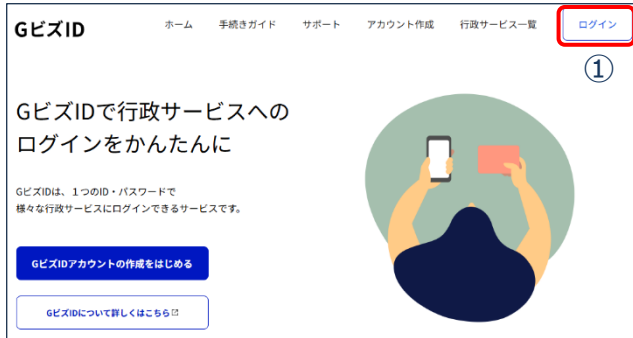 GビズID
ホーム 手続きガイド サポート アカウント作成 行政サービス一覧 ログイン
①
GビズIDで行政サービスへの
ログインをかんたんに
GビズIDは、１つのID・パスワードで
様々な行政サービスにログインできるサービスです。
GビズIDアカウントの作成をはじめる
GビズIDについて詳しくはこちら